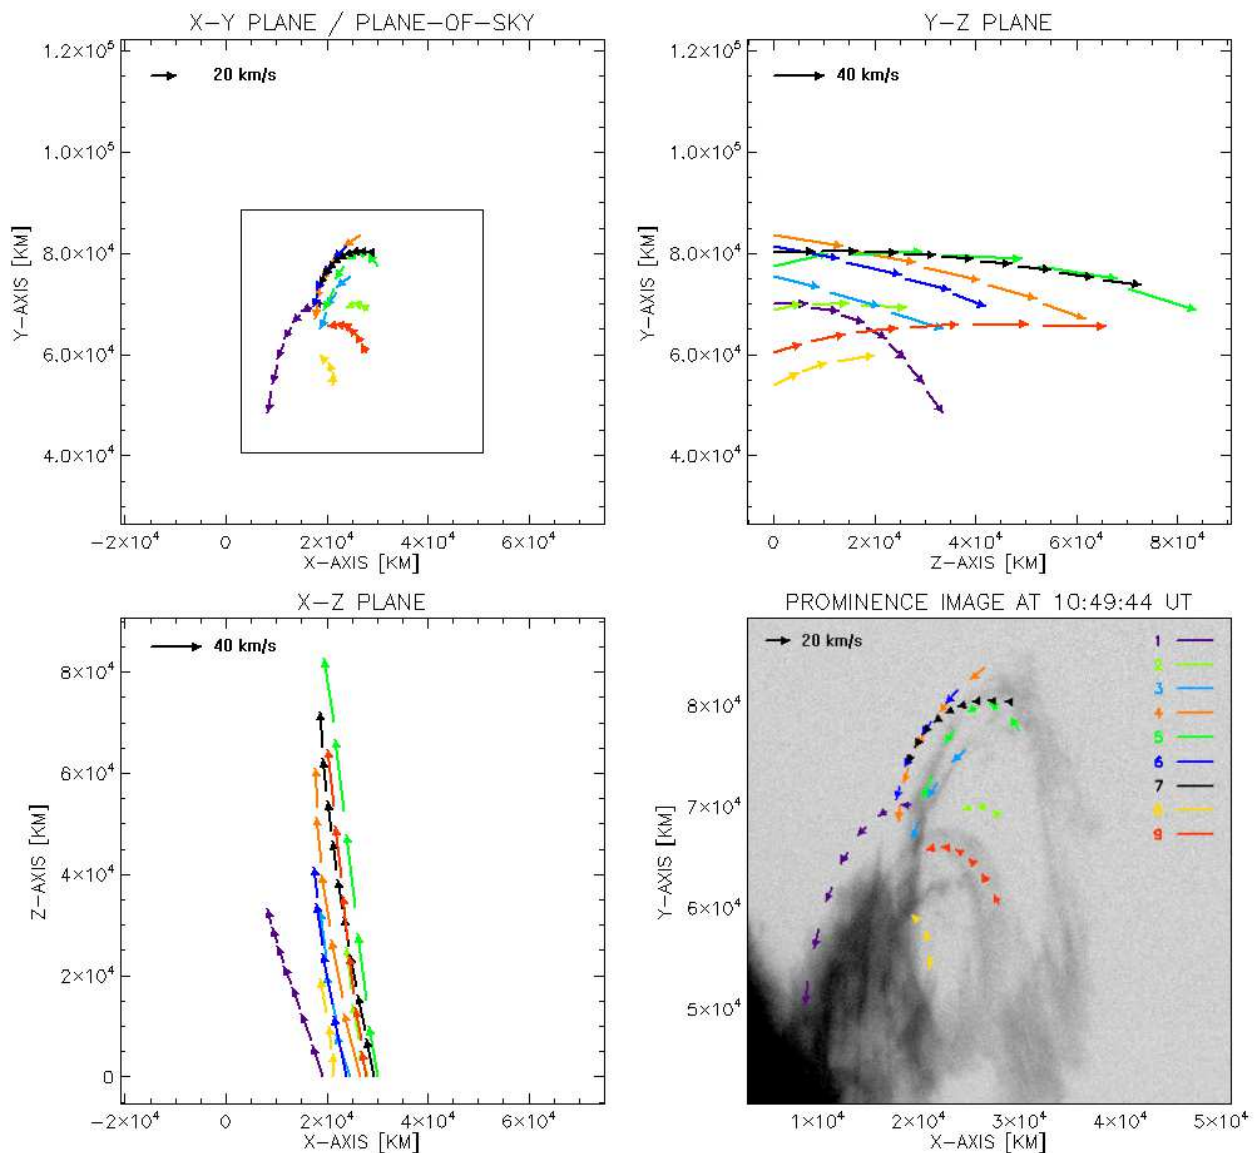 X-Y PLANE / PLANE-OF-SKY
1.2×10⁵
1.0×10⁵
8.0×10⁴
6.0×10⁴
4.0×10⁴
Y-AXIS [KM]
20 km/s
-2×10⁴ 0 2×10⁴ 4×10⁴ 6×10⁴
X-AXIS [KM]
Y-Z PLANE
1.2×10⁵
1.0×10⁵
8.0×10⁴
6.0×10⁴
4.0×10⁴
Y-AXIS [KM]
40 km/s
0 2×10⁴ 4×10⁴ 6×10⁴ 8×10⁴
Z-AXIS [KM]
X-Z PLANE
8×10⁴
6×10⁴
4×10⁴
2×10⁴
0
Z-AXIS [KM]
40 km/s
-2×10⁴ 0 2×10⁴ 4×10⁴ 6×10⁴
X-AXIS [KM]
PROMINENCE IMAGE AT 10:49:44 UT
8×10⁴
7×10⁴
6×10⁴
5×10⁴
Y-AXIS [KM]
20 km/s
1
2
3
4
5
6
7
8
9
1×10⁴ 2×10⁴ 3×10⁴ 4×10⁴ 5×10⁴
X-AXIS [KM]